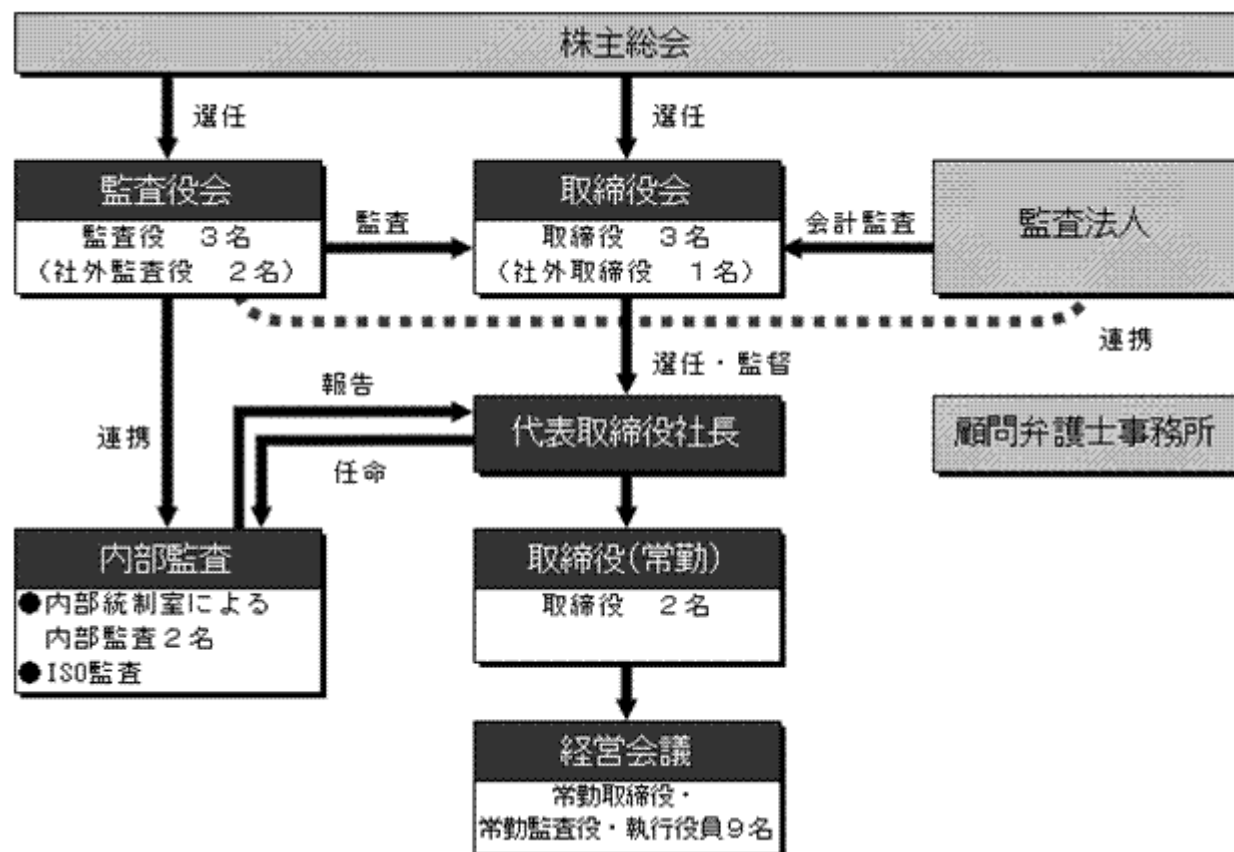 株主総会
選任
選任
監査役会
監査役　３名
（社外監査役　２名）
監査
取締役会
取締役　３名
（社外取締役　１名）
会計監査
監査法人
連携
選任・監督
報告
連携
任命
代表取締役社長
顧問弁護士事務所
内部監査
●内部統制室による
内部監査２名
●ISO監査
取締役(常勤)
取締役　２名
経営会議
常勤取締役・
常勤監査役・執行役員９名